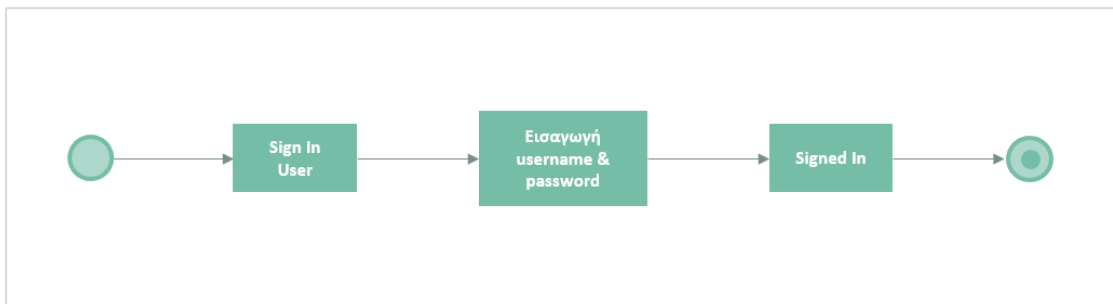 Sign In
User
Εισαγωγή
username &
password
Signed In